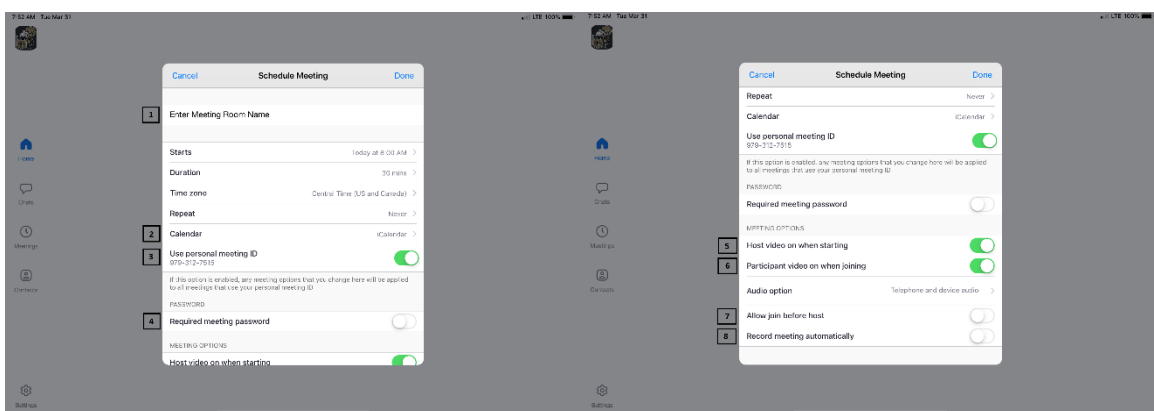 7:52 AM Tue Mar 31
LTE 100%
Cancel Schedule Meeting Done
1 Enter Meeting Room Name
Starts Today at 8:00 AM
Duration 30 mins
Time zone Central Time (US and Canada)
Repeat Never
2 Calendar iCalendar
3 Use personal meeting ID
979-312-7515
If this option is enabled, any meeting options that you change here will be applied
to all meetings that use your personal meeting ID
PASSWORD
4 Required meeting password
MEETING OPTIONS
Host video on when starting
Home
Chats
Meetings
Contacts
Settings
7:52 AM Tue Mar 31
LTE 100%
Cancel Schedule Meeting Done
Repeat Never
Calendar iCalendar
Use personal meeting ID
979-312-7515
If this option is enabled, any meeting options that you change here will be applied
to all meetings that use your personal meeting ID
PASSWORD
Required meeting password
MEETING OPTIONS
5 Host video on when starting
6 Participant video on when joining
Audio option Telephone and device audio
7 Allow join before host
8 Record meeting automatically
Home
Chats
Meetings
Contacts
Settings